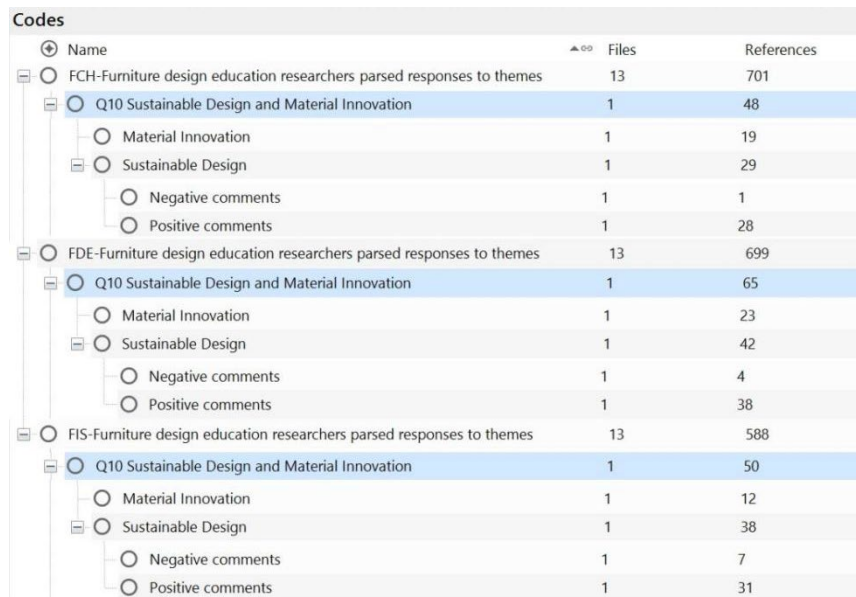 Codes
Name Files References
FCH-Furniture design education researchers parsed responses to themes 13 701
Q10 Sustainable Design and Material Innovation 1 48
Material Innovation 1 19
Sustainable Design 1 29
Negative comments 1 1
Positive comments 1 28
FDE-Furniture design education researchers parsed responses to themes 13 699
Q10 Sustainable Design and Material Innovation 1 65
Material Innovation 1 23
Sustainable Design 1 42
Negative comments 1 4
Positive comments 1 38
FIS-Furniture design education researchers parsed responses to themes 13 588
Q10 Sustainable Design and Material Innovation 1 50
Material Innovation 1 12
Sustainable Design 1 38
Negative comments 1 7
Positive comments 1 31